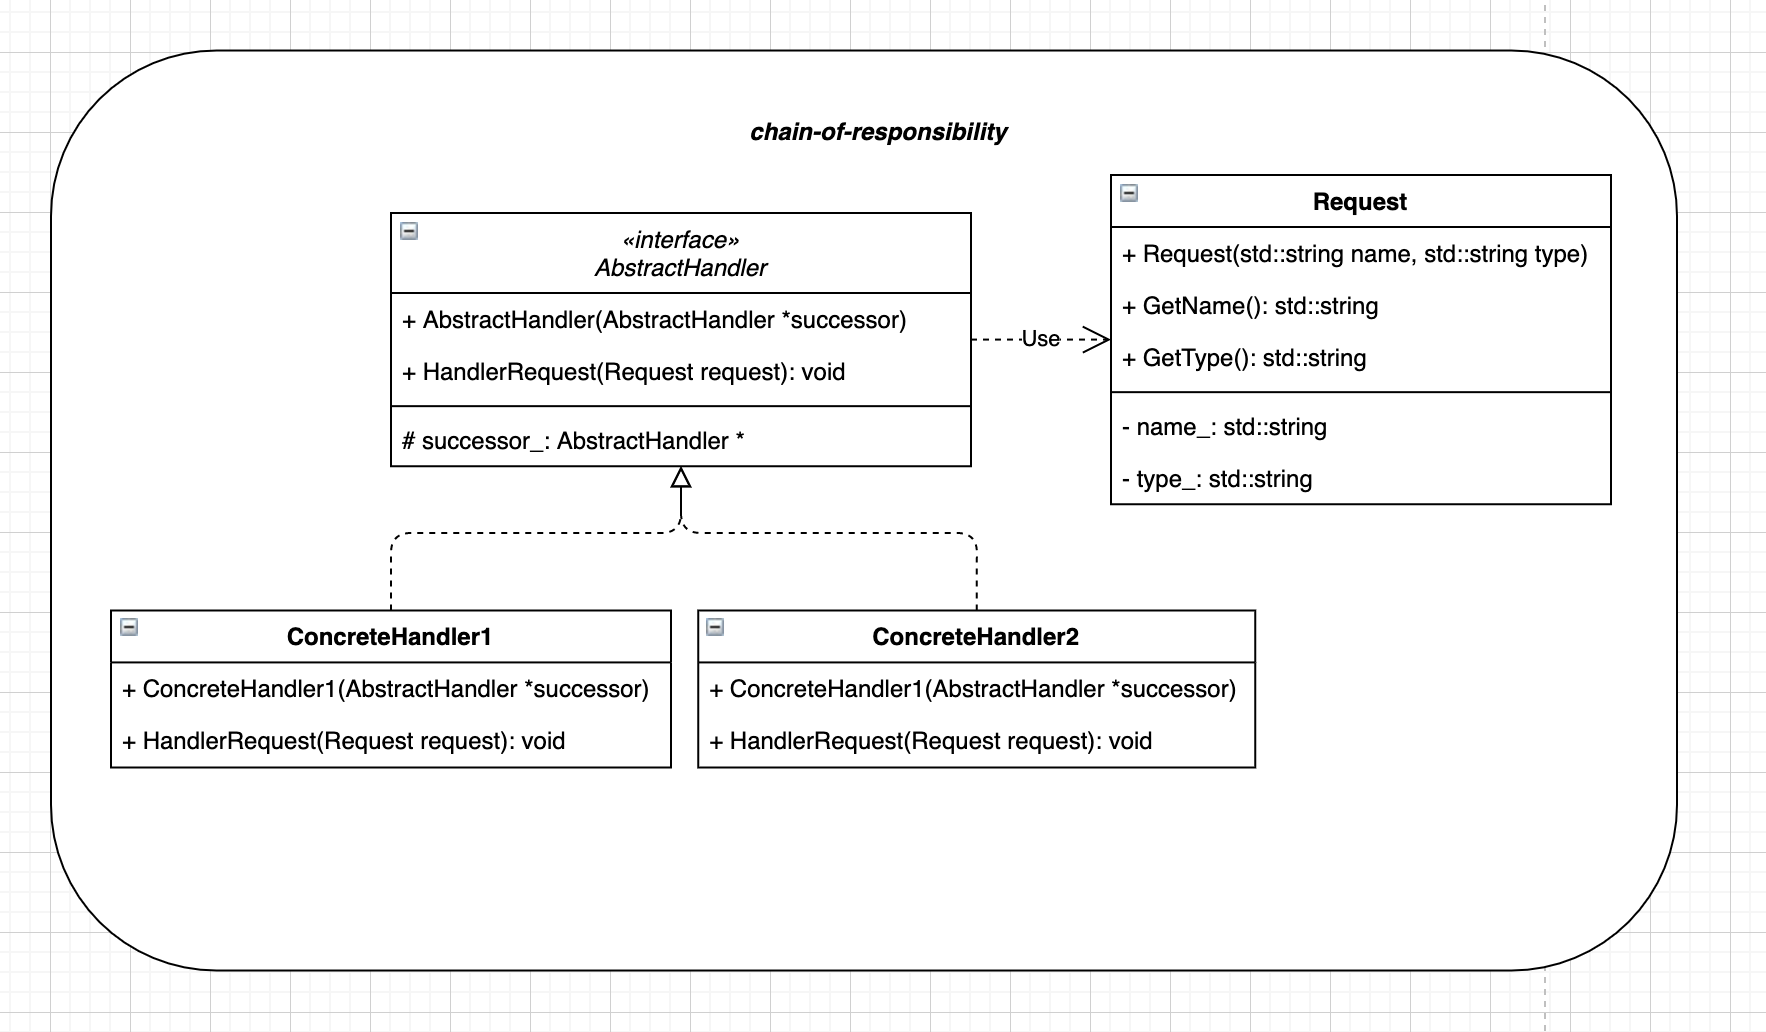 chain-of-responsibility
«interface»
AbstractHandler
+ AbstractHandler(AbstractHandler *successor)
+ HandlerRequest(Request request): void
# successor_: AbstractHandler *
Use
Request
+ Request(std::string name, std::string type)
+ GetName(): std::string
+ GetType(): std::string
- name_: std::string
- type_: std::string
ConcreteHandler1
+ ConcreteHandler1(AbstractHandler *successor)
+ HandlerRequest(Request request): void
ConcreteHandler2
+ ConcreteHandler1(AbstractHandler *successor)
+ HandlerRequest(Request request): void